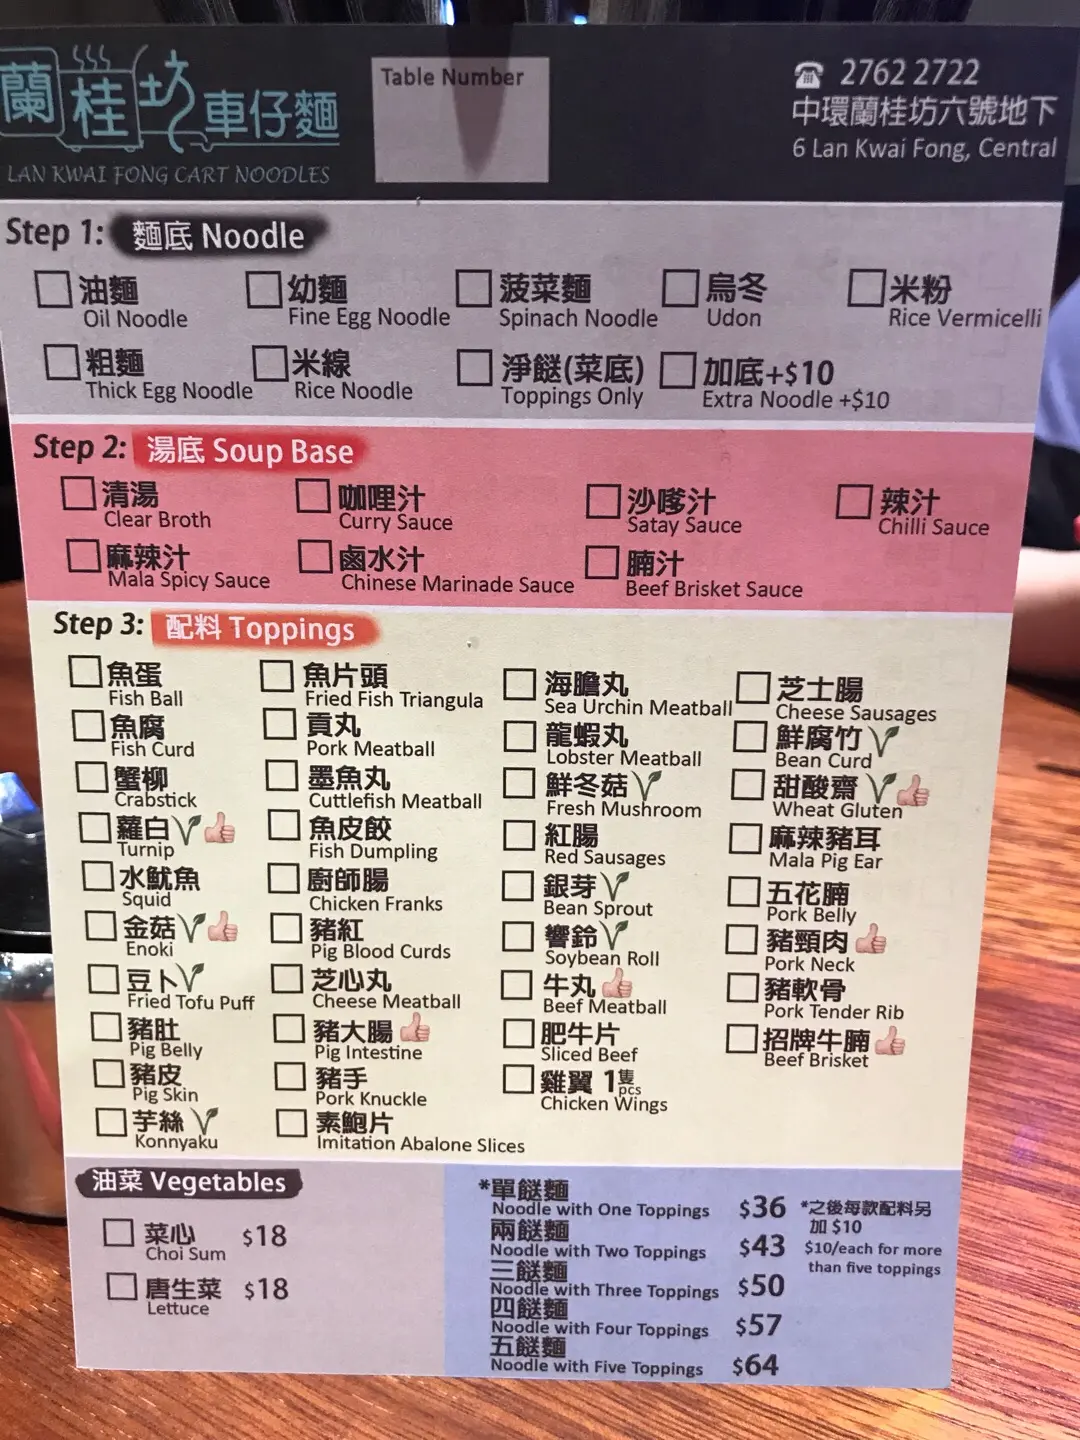 蘭桂坊車仔麵
LAN KWAI FONG CART NOODLES
Table Number
☎ 2762 2722
中環蘭桂坊六號地下
6 Lan Kwai Fong, Central
Step 1: 麵底 Noodle
油麵 幼麵 菠菜麵 烏冬 米粉
Oil Noodle Fine Egg Noodle Spinach Noodle Udon Rice Vermicelli
粗麵 米線 淨餸(菜底) 加底+$10
Thick Egg Noodle Rice Noodle Toppings Only Extra Noodle +$10
Step 2: 湯底 Soup Base
清湯 咖喱汁 沙嗲汁 辣汁
Clear Broth Curry Sauce Satay Sauce Chilli Sauce
麻辣汁 鹵水汁 腩汁
Mala Spicy Sauce Chinese Marinade Sauce Beef Brisket Sauce
Step 3: 配料 Toppings
魚蛋 魚片頭 海膽丸 芝士腸
Fish Ball Fried Fish Triangula Sea Urchin Meatball Cheese Sausages
魚腐 貢丸 龍蝦丸 鮮腐竹
Fish Curd Pork Meatball Lobster Meatball Bean Curd
蟹柳 墨魚丸 鮮冬菇 甜酸齋
Crabstick Cuttlefish Meatball Fresh Mushroom Wheat Gluten
蘿白 魚皮餃 紅腸 麻辣豬耳
Turnip Fish Dumpling Red Sausages Mala Pig Ear
水魷魚 廚師腸 銀芽 五花腩
Squid Chicken Franks Bean Sprout Pork Belly
金菇 豬紅 響鈴 豬頸肉
Enoki Pig Blood Curds Soybean Roll Pork Neck
豆卜 芝心丸 牛丸 豬軟骨
Fried Tofu Puff Cheese Meatball Beef Meatball Pork Tender Rib
豬肚 豬大腸 肥牛片 招牌牛腩
Pig Belly Pig Intestine Sliced Beef Beef Brisket
豬皮 豬手 雞翼 1隻 pcs
Pig Skin Pork Knuckle Chicken Wings
芋絲 素鮑片
Konnyaku Imitation Abalone Slices
油菜 Vegetables
菜心 $18
Choi Sum
唐生菜 $18
Lettuce
*單餸麵
Noodle with One Toppings $36
兩餸麵
Noodle with Two Toppings $43
三餸麵
Noodle with Three Toppings $50
四餸麵
Noodle with Four Toppings $57
五餸麵
Noodle with Five Toppings $64
*之後每款配料另
加 $10
$10/each for more
than five toppings